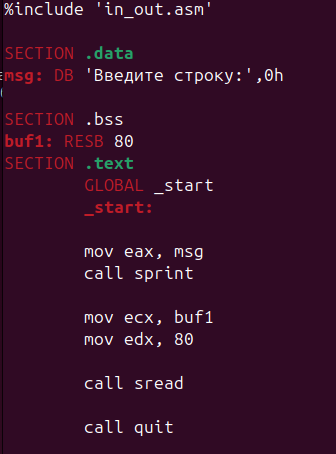 %include 'in_out.asm'
SECTION .data
msg: DB 'Введите строку:',0h
SECTION .bss
buf1: RESB 80
SECTION .text
GLOBAL _start
_start:
mov eax, msg
call sprint
mov ecx, buf1
mov edx, 80
call sread
call quit